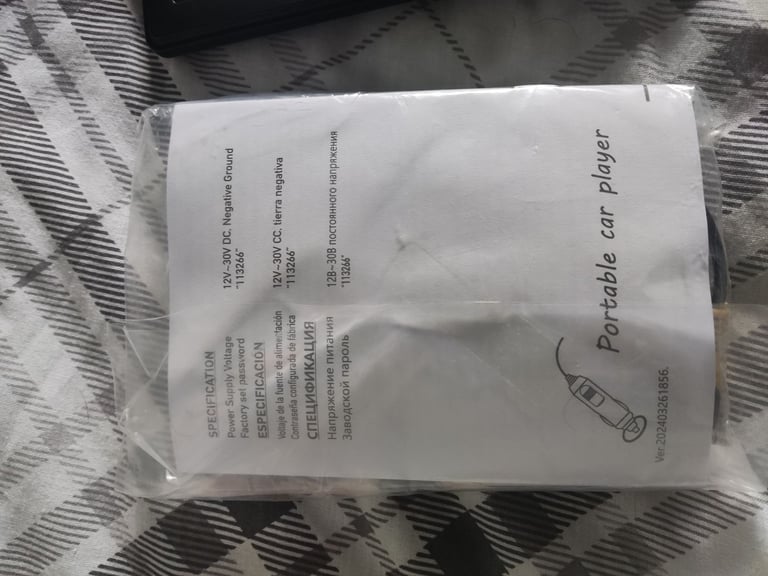 SPECIFICATION
Power Supply Voltage 12V~30V DC, Negative Ground
Factory set password "113266"
ESPECIFICACION
Voltaje de la fuente de alimentación 12V~30V CC, tierra negativa
Contraseña configurada de fábrica "113266"
СПЕЦИФИКАЦИЯ
Напряжение питания 12В~30В постоянного напряжения
Заводской пароль "113266"
Portable car player
Ver.202403261856.